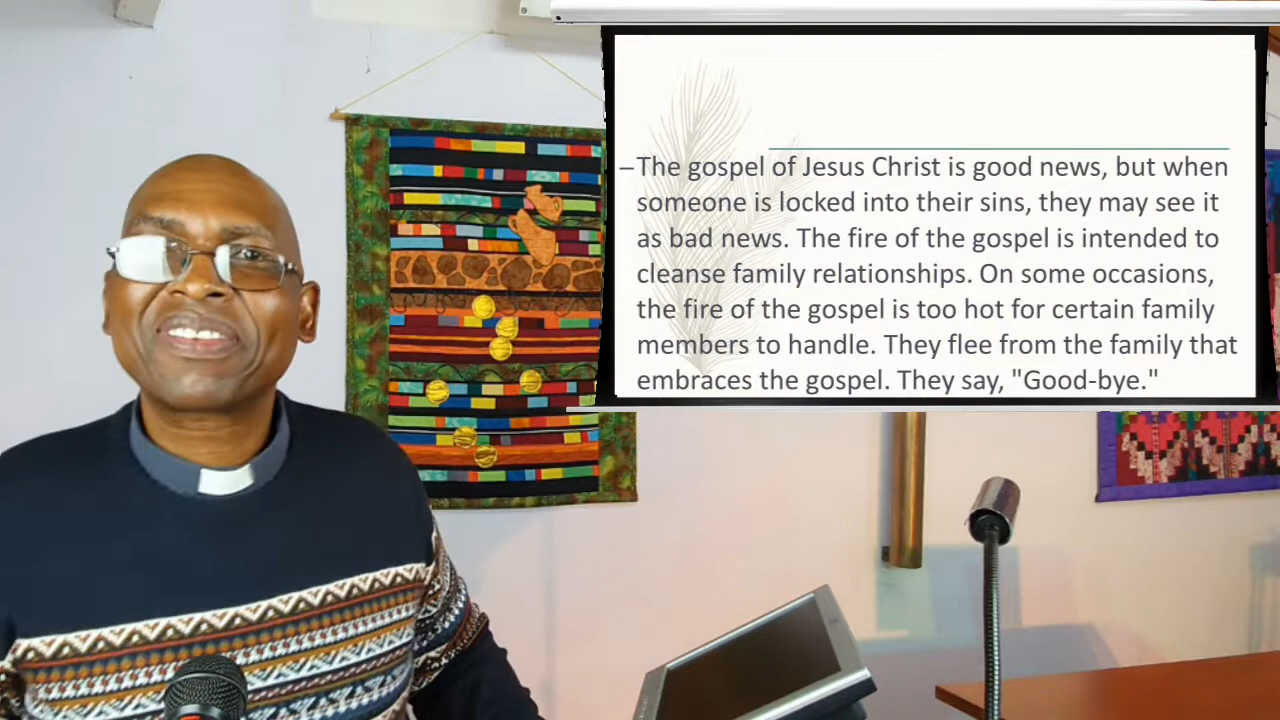 –The gospel of Jesus Christ is good news, but when
someone is locked into their sins, they may see it
as bad news. The fire of the gospel is intended to
cleanse family relationships. On some occasions,
the fire of the gospel is too hot for certain family
members to handle. They flee from the family that
embraces the gospel. They say, "Good-bye."